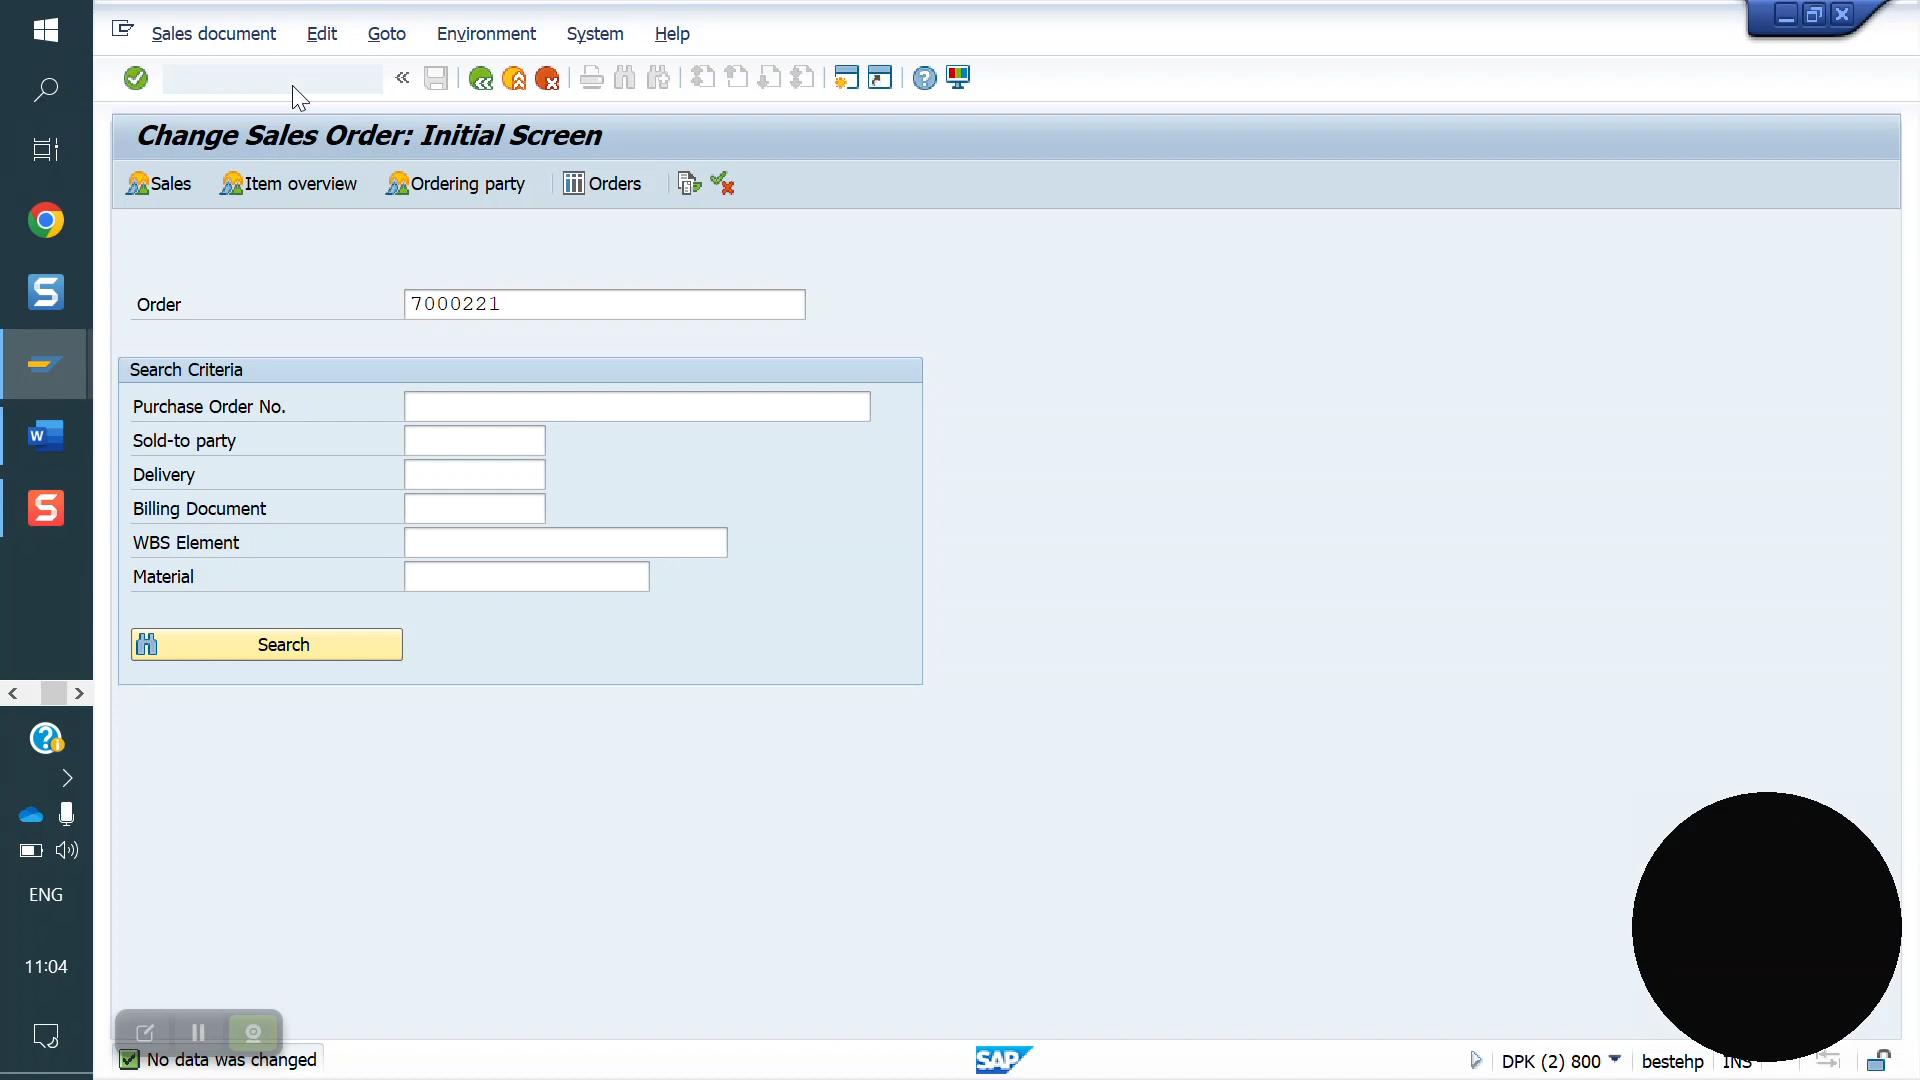 Sales document Edit Goto Environment System Help
Change Sales Order: Initial Screen
Sales Item overview Ordering party Orders
Order 7000221
Search Criteria
Purchase Order No.
Sold-to party
Delivery
Billing Document
WBS Element
Material
Search
ENG
11:04
No data was changed
SAP
DPK (2) 800 bestehp INS